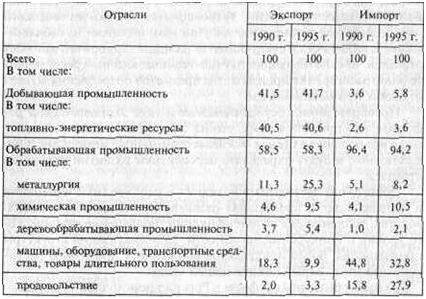 Отрасли Экспорт Импорт
1990 г. 1995 г. 1990 г. 1995 г.
Всего 100 100 100 100
В том числе:
Добывающая промышленность 41,5 41,7 3,6 5,8
В том числе:
топливно-энергетические ресурсы 40,5 40,6 2,6 3,6
Обрабатывающая промышленность 58,5 58,3 96,4 94,2
В том числе:
металлургия 11,3 25,3 5,1 8,2
химическая промышленность 4,6 9,5 4,1 10,5
деревообрабатывающая промышленность 3,7 5,4 1,0 2,1
машины, оборудование, транспортные сред-
ства, товары длительного пользования 18,3 9,9 44,8 32,8
продовольствие 2,0 3,3 15,8 27,9